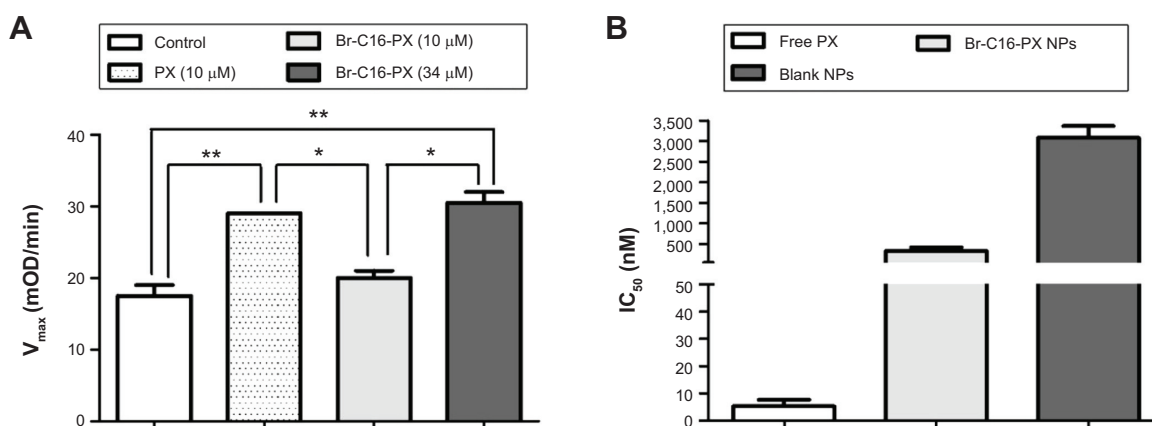 A
Control
Br-C16-PX (10 μM)
PX (10 μM)
Br-C16-PX (34 μM)
**
**
*
*
40
30
20
10
0
V_max (mOD/min)
B
Free PX
Br-C16-PX NPs
Blank NPs
3,500
3,000
2,500
2,000
1,500
1,000
500
50
40
30
20
10
0
IC_50 (nM)